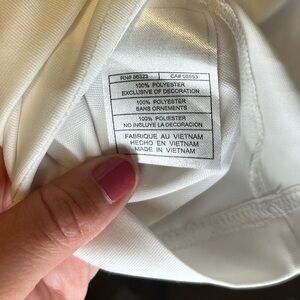 RN# 86323 CA# 05553
100% POLYESTER
EXCLUSIVE OF DECORATION
100% POLYESTER
SANS ORNEMENTS
100% POLIESTER
NO INCLUYE LA DECORACION
FABRIQUE AU VIETNAM
HECHO EN VIETNAM
MADE IN VIETNAM